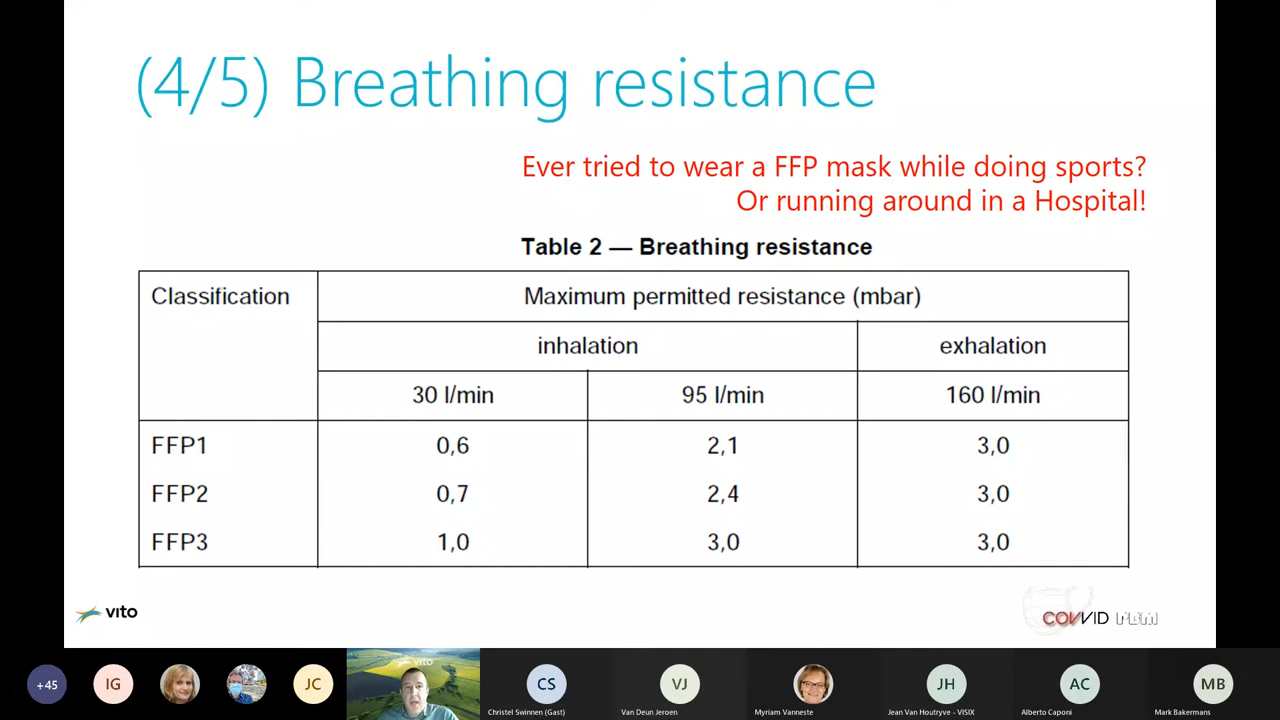 (4/5) Breathing resistance
Ever tried to wear a FFP mask while doing sports?
Or running around in a Hospital!
Table 2 — Breathing resistance
Classification
Maximum permitted resistance (mbar)
inhalation exhalation
30 l/min 95 l/min 160 l/min
FFP1 0,6 2,1 3,0
FFP2 0,7 2,4 3,0
FFP3 1,0 3,0 3,0
vito
COVVID PBM
+45 IG JC vito CS VJ JH AC MB
Christel Swinnen (Gast) Van Deun Jeroen Myriam Vanneste Jean Van Houtryve - VISIX Alberto Caponi Mark Bakermans